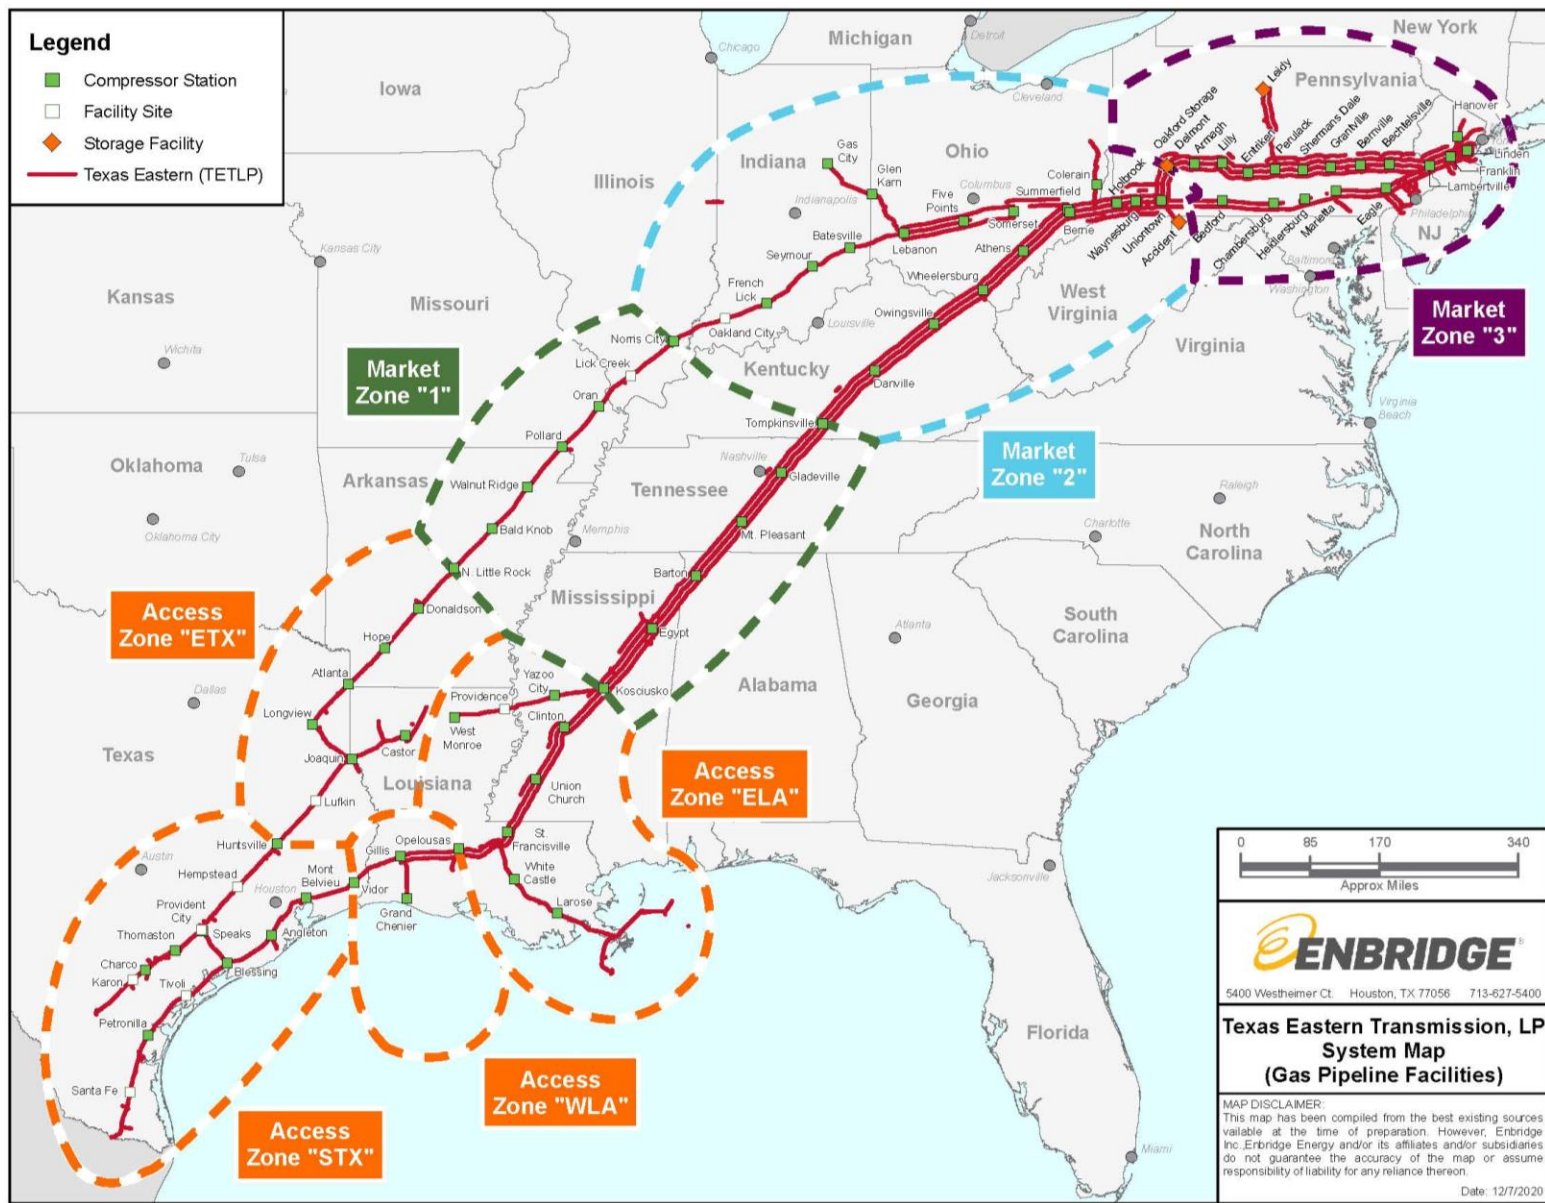 Legend
Compressor Station
Facility Site
Storage Facility
Texas Eastern (TETLP)
Michigan
Detroit
New York
Chicago
Iowa
Cleveland
Pennsylvania
Leidy
Hanover
Oakford Storage
Delmont
Armagh
Lilly
Entriken
Perulack
Shermans Dale
Grantville
Bernville
Bechtelsville
Linden
Franklin
Lambertville
Philadelphia
NJ
Indiana
Gas
City
Glen
Karn
Ohio
Columbus
Colerain
Holbrook
Illinois
Indianapolis
Five
Points
Summerfield
Somerset
Berne
Waynesburg
Uniontown
Accident
Bedford
Chambersburg
Heidlersburg
Marietta
Eagle
Baltimore
Washington
Batesville
Lebanon
Athens
Seymour
Wheelersburg
Kansas City
French
Lick
West
Virginia
Kansas
Missouri
Oakland City
Louisville
Owingsville
Market
Zone "3"
Norris City
Virginia
Wichita
Market
Zone "1"
Lick Creek
Kentucky
Danville
Oran
Virginia
Beach
Tompkinsville
Pollard
Market
Zone "2"
Oklahoma
Tulsa
Nashville
Gladeville
Arkansas
Walnut Ridge
Tennessee
Raleigh
Oklahoma City
Bald Knob
Memphis
Mt. Pleasant
Charlotte
North
Carolina
N. Little Rock
Barton
Access
Zone "ETX"
Donaldson
Mississippi
Egypt
South
Carolina
Atlanta
Hope
Atlanta
Yazoo
City
Providence
Kosciusko
Alabama
Georgia
Dallas
Longview
West
Monroe
Clinton
Texas
Joaquin
Castor
Louisiana
Union
Church
Access
Zone "ELA"
Lufkin
Huntsville
Opelousas
Gillis
St.
Francisville
Austin
Mont
Belvieu
White
Castle
Jacksonville
Hempstead
Houston
Vidor
Larose
Provident
City
Grand
Chenier
Thomaston
Speaks
Angleton
Charco
Karon
Tivoli
Blessing
Petronilla
Florida
Santa Fe
Access
Zone "WLA"
Access
Zone "STX"
Miami
0 85 170 340
Approx Miles
ENBRIDGE®
5400 Westheimer Ct. Houston, TX 77056 713-627-5400
Texas Eastern Transmission, LP
System Map
(Gas Pipeline Facilities)
MAP DISCLAIMER:
This map has been compiled from the best existing sources
vailable at the time of preparation. However, Enbridge
Inc.,Enbridge Energy and/or its affiliates and/or subsidiaries
do not guarantee the accuracy of the map or assume
responsibility of liability for any reliance thereon.
Date: 12/7/2020